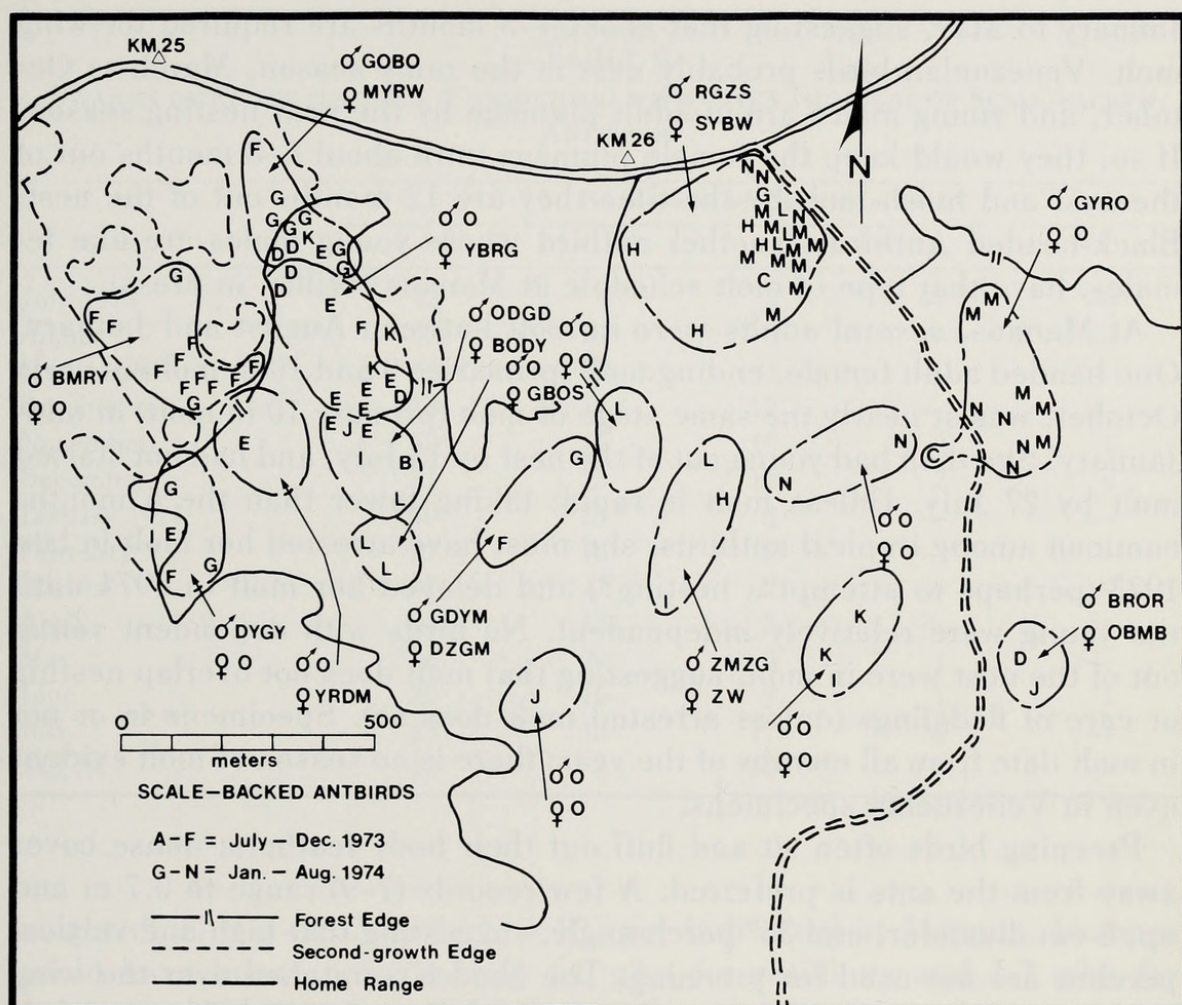 KM 25
♂ GOBO
♀ MYRW
♂ RGZS
♀ SYBW
KM 26
N
♂ GYRO
♀ O
♂ O
♀ YBRG
♂ ODGD
♀ BODY
♂ O
♀ GBOS
♂ O
♀ O
♂ BMRY
♀ O
F
G
G G
G K E G
D D G
G E
F F F
F F F F F F
G
K
E E D
E E
E J E
E
B
G
E
F G
L
L
F
G
L
H
H
L
H
I
N
N
G
M L N
H M L M
H M M M
M M M
C M
M
M
M
M
N M
N M
N
N
N
C
♂ O
♀ O
K
K
I
♂ BROR
♀ OBMB
D
J
♂ DYGY
♀ O
♂ O
♀ YRDM
♂ GDYM
♀ DZGM
♂ ZMZG
♀ ZW
♂ O
♀ O
J
♂ O
♀ O
0 500
meters
SCALE—BACKED ANTBIRDS
A-F = July - Dec. 1973
G-N = Jan. - Aug. 1974
Forest Edge
Second-growth Edge
Home Range